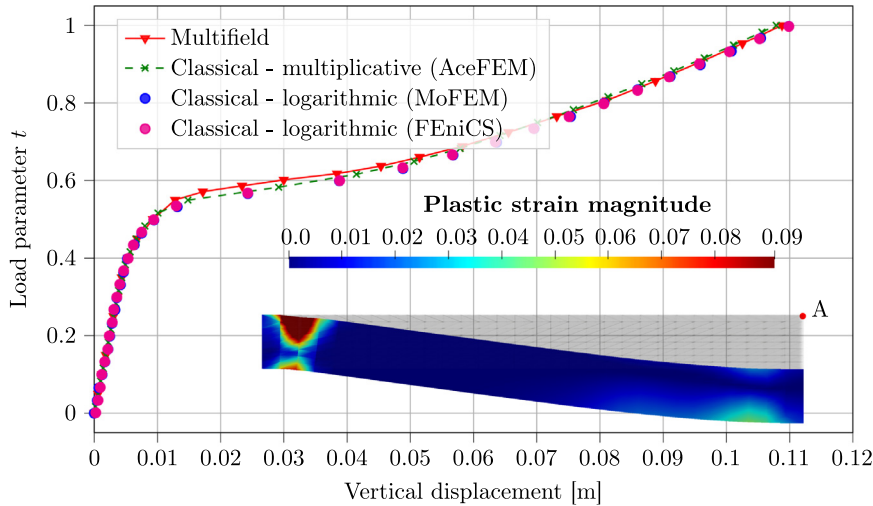 1
0.8
0.6
0.4
0.2
0
Load parameter t
Multifield
Classical - multiplicative (AceFEM)
Classical - logarithmic (MoFEM)
Classical - logarithmic (FEniCS)
Plastic strain magnitude
0.0 0.01 0.02 0.03 0.04 0.05 0.06 0.07 0.08 0.09
A
0 0.01 0.02 0.03 0.04 0.05 0.06 0.07 0.08 0.09 0.1 0.11 0.12
Vertical displacement [m]